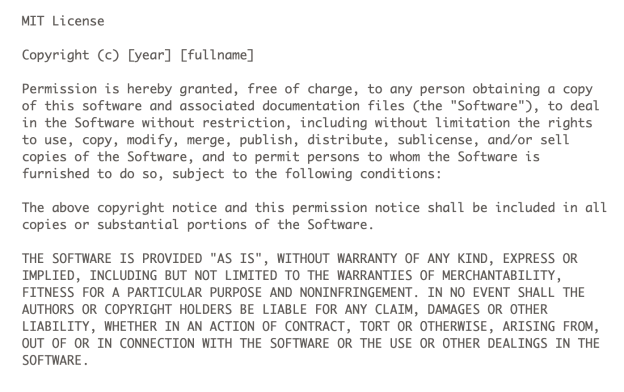 MIT License
Copyright (c) [year] [fullname]
Permission is hereby granted, free of charge, to any person obtaining a copy
of this software and associated documentation files (the "Software"), to deal
in the Software without restriction, including without limitation the rights
to use, copy, modify, merge, publish, distribute, sublicense, and/or sell
copies of the Software, and to permit persons to whom the Software is
furnished to do so, subject to the following conditions:
The above copyright notice and this permission notice shall be included in all
copies or substantial portions of the Software.
THE SOFTWARE IS PROVIDED "AS IS", WITHOUT WARRANTY OF ANY KIND, EXPRESS OR
IMPLIED, INCLUDING BUT NOT LIMITED TO THE WARRANTIES OF MERCHANTABILITY,
FITNESS FOR A PARTICULAR PURPOSE AND NONINFRINGEMENT. IN NO EVENT SHALL THE
AUTHORS OR COPYRIGHT HOLDERS BE LIABLE FOR ANY CLAIM, DAMAGES OR OTHER
LIABILITY, WHETHER IN AN ACTION OF CONTRACT, TORT OR OTHERWISE, ARISING FROM,
OUT OF OR IN CONNECTION WITH THE SOFTWARE OR THE USE OR OTHER DEALINGS IN THE
SOFTWARE.